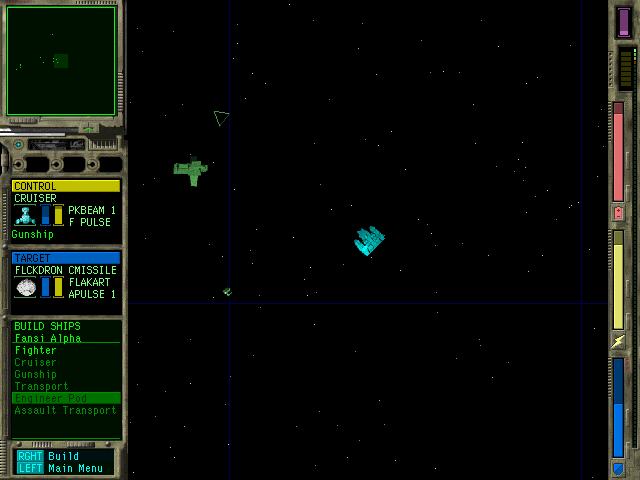 CONTROL
CRUISER
PKBEAM 1
F PULSE
Gunship
TARGET
FLCKDRON CMISSILE
FLAKART
APULSE 1
BUILD SHIPS
Fansi Alpha
Fighter
Cruiser
Gunship
Transport
Engineer Pod
Assault Transport
RGHT Build
LEFT Main Menu